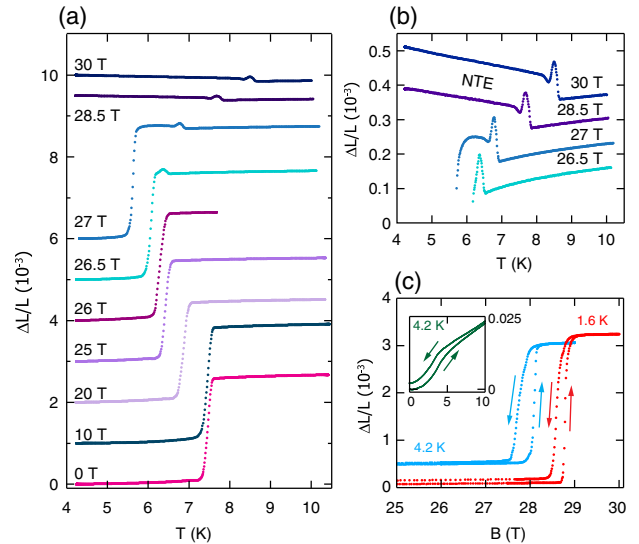 (a)
30 T
28.5 T
27 T
26.5 T
26 T
25 T
20 T
10 T
0 T
10
8
6
4
2
0
ΔL/L (10⁻³)
4 5 6 7 8 9 10
T (K)
(b)
NTE
30 T
28.5 T
27 T
26.5 T
0.5
0.4
0.3
0.2
0.1
0
ΔL/L (10⁻³)
4 5 6 7 8 9 10
T (K)
(c)
4.2 K
0.025
0
0 5 10
1.6 K
4.2 K
4
3
2
1
0
ΔL/L (10⁻³)
25 26 27 28 29 30
B (T)